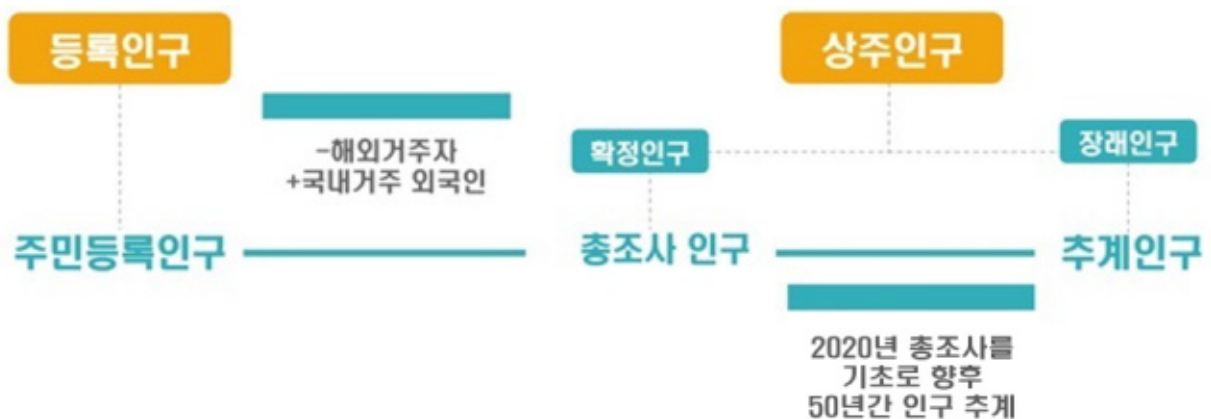 등록인구
상주인구
-해외거주자
+국내거주 외국인
확정인구
장래인구
주민등록인구
총조사 인구
추계인구
2020년 총조사를
기초로 향후
50년간 인구 추계